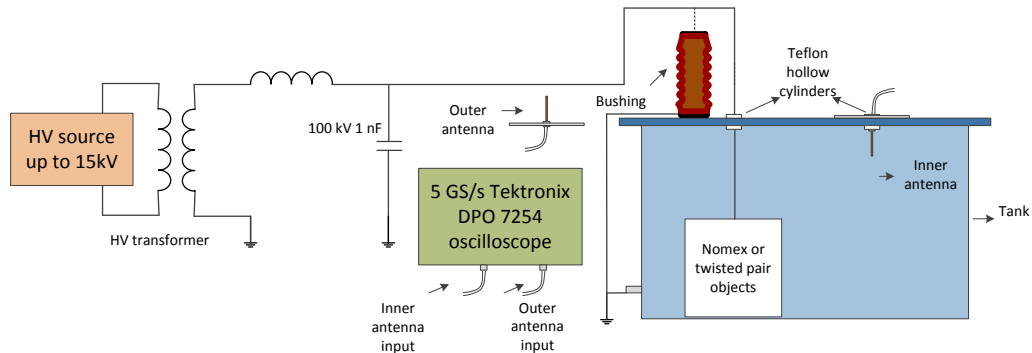 HV source
up to 15kV
HV transformer
100 kV 1 nF
Outer
antenna
5 GS/s Tektronix
DPO 7254
oscilloscope
Inner
antenna
input
Outer
antenna
input
Bushing
Teflon
hollow
cylinders
Inner
antenna
Tank
Nomex or
twisted pair
objects